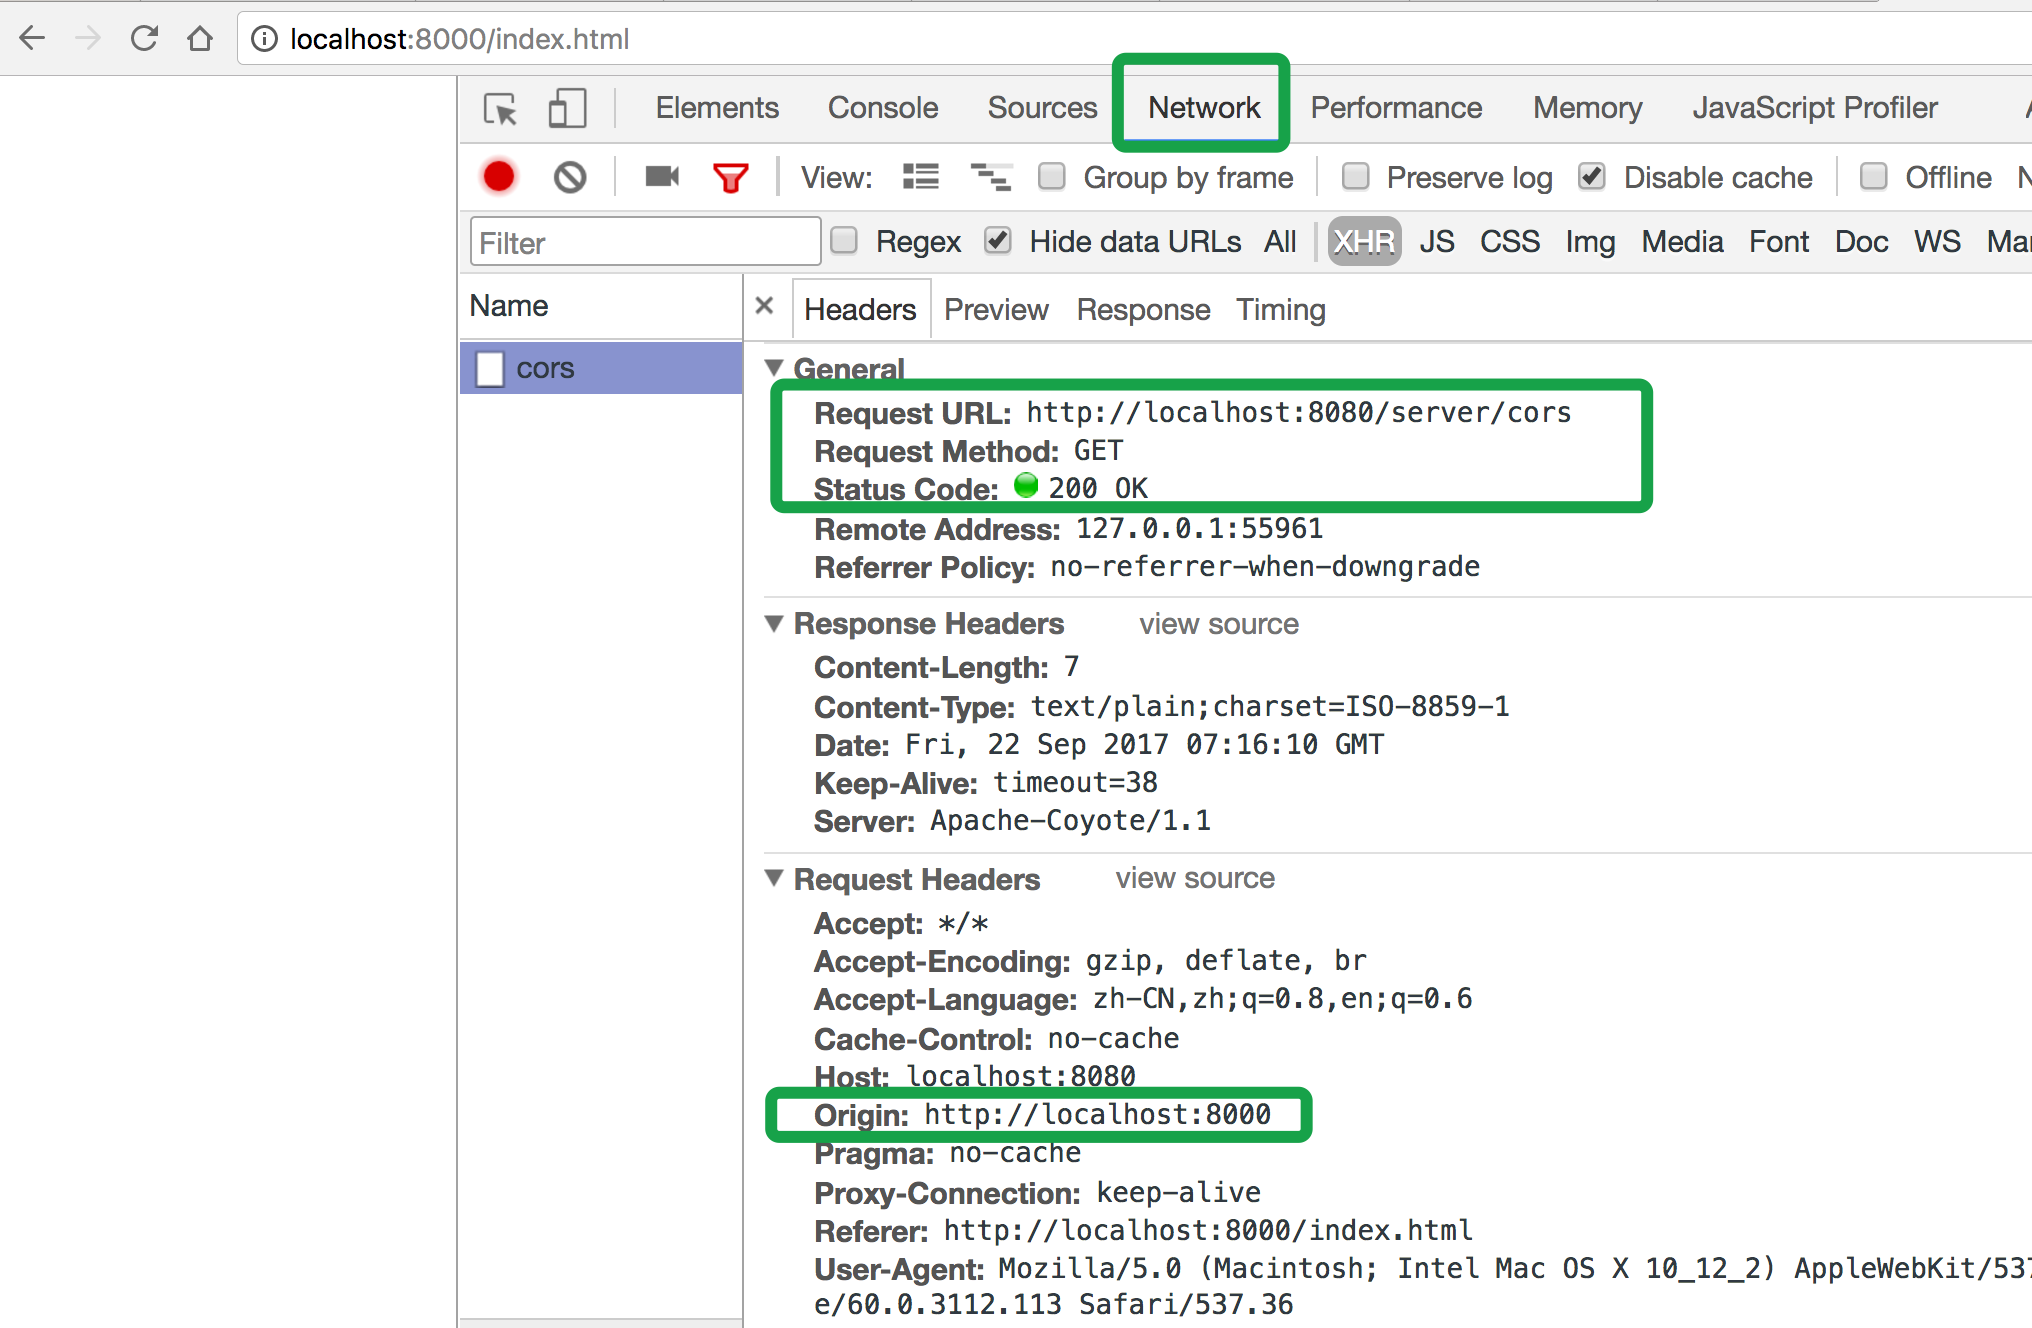 localhost:8000/index.html
Elements Console Sources Network Performance Memory JavaScript Profiler
View: Group by frame Preserve log Disable cache Offline
Filter Regex Hide data URLs All XHR JS CSS Img Media Font Doc WS
Name
Headers Preview Response Timing
cors
General
Request URL: http://localhost:8080/server/cors
Request Method: GET
Status Code: 200 OK
Remote Address: 127.0.0.1:55961
Referrer Policy: no-referrer-when-downgrade
Response Headers view source
Content-Length: 7
Content-Type: text/plain;charset=ISO-8859-1
Date: Fri, 22 Sep 2017 07:16:10 GMT
Keep-Alive: timeout=38
Server: Apache-Coyote/1.1
Request Headers view source
Accept: */*
Accept-Encoding: gzip, deflate, br
Accept-Language: zh-CN,zh;q=0.8,en;q=0.6
Cache-Control: no-cache
Host: localhost:8080
Origin: http://localhost:8000
Pragma: no-cache
Proxy-Connection: keep-alive
Referer: http://localhost:8000/index.html
User-Agent: Mozilla/5.0 (Macintosh; Intel Mac OS X 10_12_2) AppleWebKit/537
e/60.0.3112.113 Safari/537.36